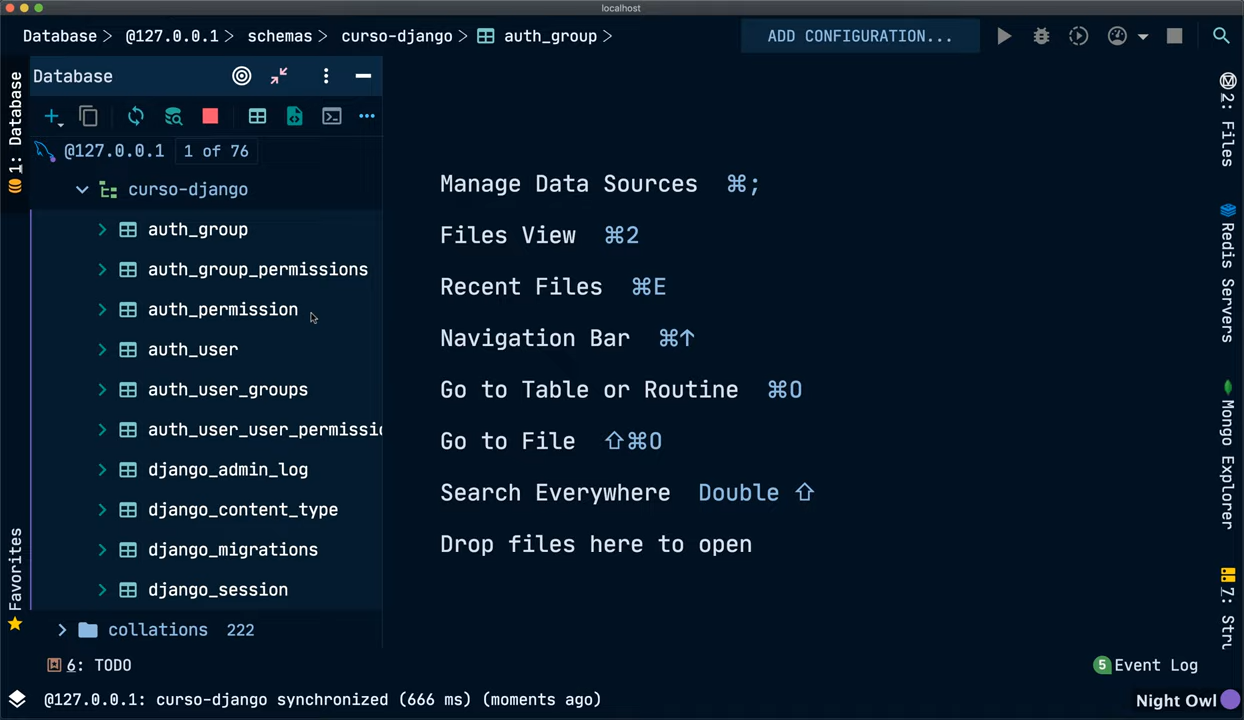 localhost
Database > @127.0.0.1 > schemas > curso-django > auth_group >
ADD CONFIGURATION...
Database
@127.0.0.1 1 of 76
curso-django
auth_group
auth_group_permissions
auth_permission
auth_user
auth_user_groups
auth_user_user_permissio
django_admin_log
django_content_type
django_migrations
django_session
collations 222
Manage Data Sources ⌘;
Files View ⌘2
Recent Files ⌘E
Navigation Bar ⌘↑
Go to Table or Routine ⌘O
Go to File ⇧⌘O
Search Everywhere Double ⇧
Drop files here to open
1: Database
Favorites
2: Files
Redis Servers
Mongo Explorer
7: Stru
6: TODO
5 Event Log
@127.0.0.1: curso-django synchronized (666 ms) (moments ago)
Night Owl